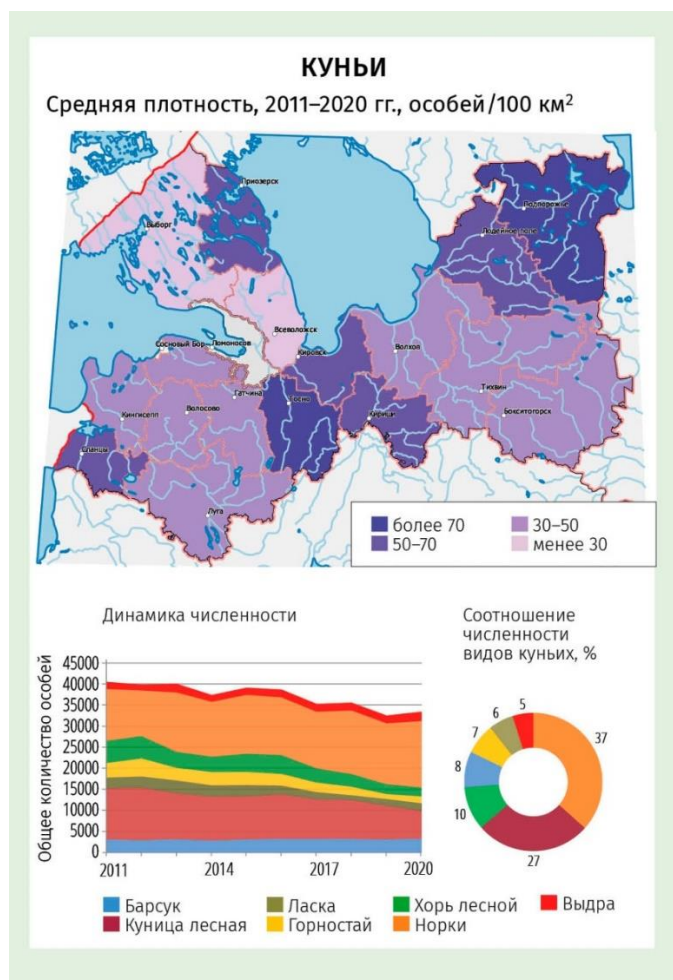 КУНЬИ
Средняя плотность, 2011–2020 гг., особей/100 км²
Приозерск
Выборг
Подпорожье
Лодейное поле
Всеволожск
Сосновый Бор
Ломоносов
Кировск
Волхов
Гатчина
Тосно
Тихвин
Кингисепп
Волосово
Кириши
Бокситогорск
Сланцы
Луга
более 70
30–50
50–70
менее 30
Динамика численности
Соотношение
численности
видов куньих, %
Общее количество особей
45000
40000
35000
30000
25000
20000
15000
10000
5000
0
2011
2014
2017
2020
5
6
7
8
10
27
37
Барсук
Ласка
Хорь лесной
Выдра
Куница лесная
Горностай
Норки